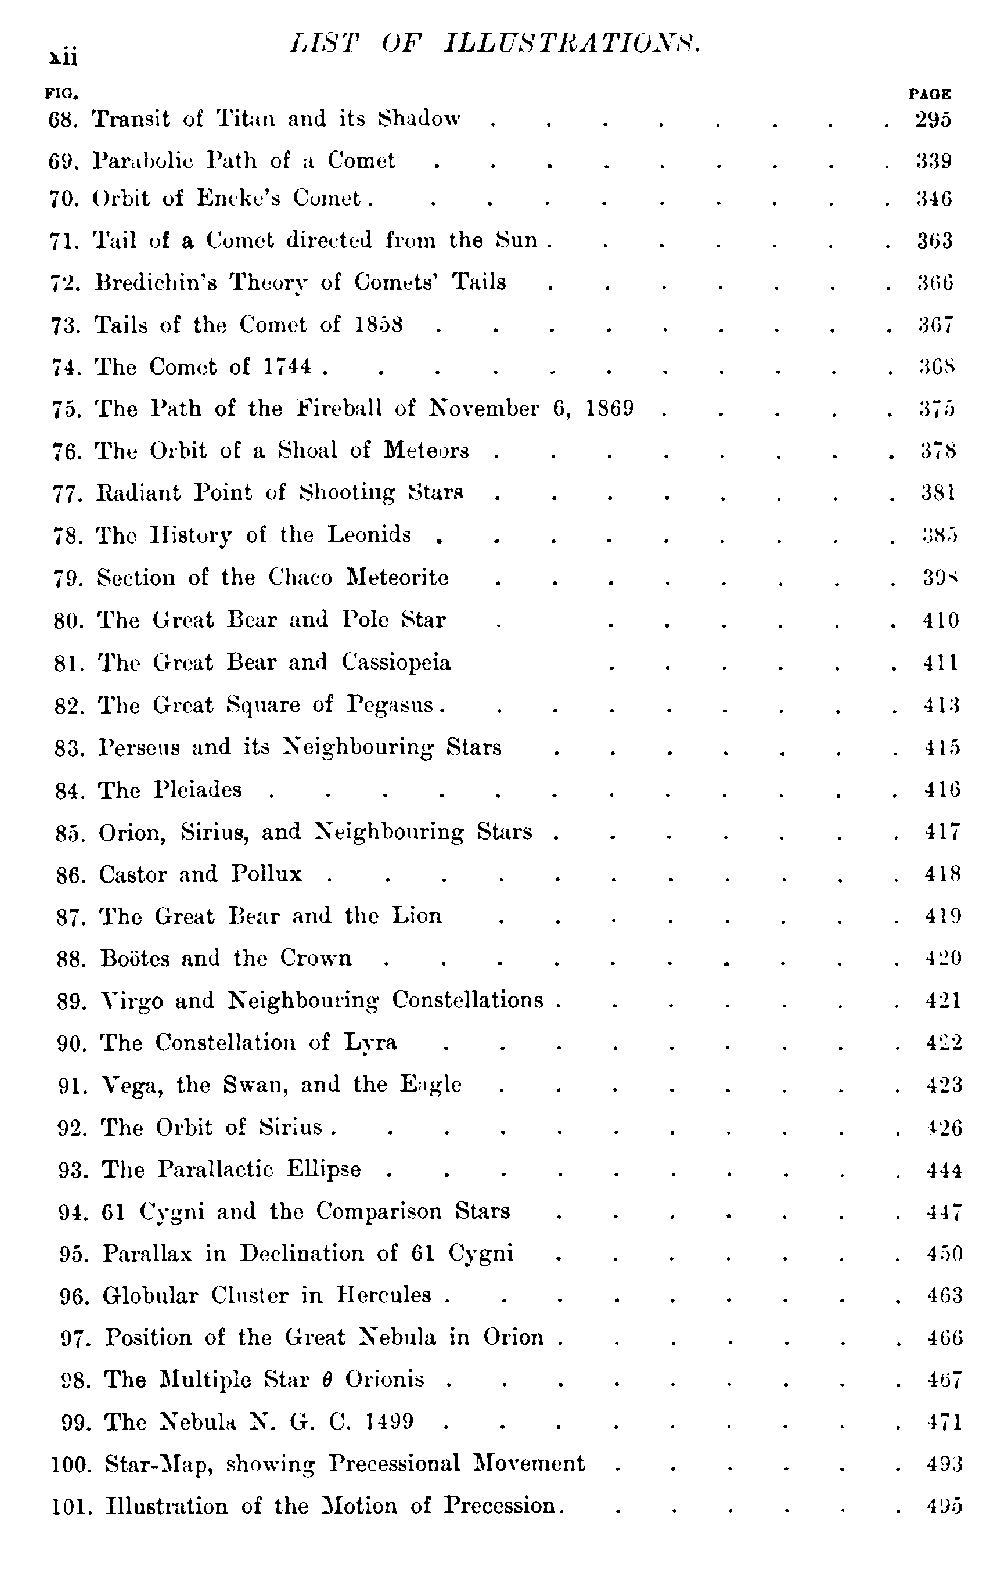 xii LIST OF ILLUSTRATIONS.
FIG. PAGE
68. Transit of Titan and its Shadow . . . . . . . . 295
69. Parabolic Path of a Comet . . . . . . . . . 339
70. Orbit of Encke's Comet . . . . . . . . . . 346
71. Tail of a Comet directed from the Sun . . . . . . . 363
72. Bredichin's Theory of Comets' Tails . . . . . . . 366
73. Tails of the Comet of 1858 . . . . . . . . . 367
74. The Comet of 1744 . . . . . . . . . . . 368
75. The Path of the Fireball of November 6, 1869 . . . . . 375
76. The Orbit of a Shoal of Meteors . . . . . . . . 378
77. Radiant Point of Shooting Stars . . . . . . . . 381
78. The History of the Leonids . . . . . . . . . 385
79. Section of the Chaco Meteorite . . . . . . . . 398
80. The Great Bear and Pole Star . . . . . . . 410
81. The Great Bear and Cassiopeia . . . . . . 411
82. The Great Square of Pegasus . . . . . . . . . 413
83. Perseus and its Neighbouring Stars . . . . . . . 415
84. The Pleiades . . . . . . . . . . . . 416
85. Orion, Sirius, and Neighbouring Stars . . . . . . . 417
86. Castor and Pollux . . . . . . . . . . . 418
87. The Great Bear and the Lion . . . . . . . . 419
88. Boötes and the Crown . . . . . . . . . . 420
89. Virgo and Neighbouring Constellations . . . . . . . 421
90. The Constellation of Lyra . . . . . . . . . 422
91. Vega, the Swan, and the Eagle . . . . . . . . 423
92. The Orbit of Sirius . . . . . . . . . . . 426
93. The Parallactic Ellipse . . . . . . . . . . 444
94. 61 Cygni and the Comparison Stars . . . . . . . 447
95. Parallax in Declination of 61 Cygni . . . . . . . 450
96. Globular Cluster in Hercules . . . . . . . . . 463
97. Position of the Great Nebula in Orion . . . . . . . 466
98. The Multiple Star θ Orionis . . . . . . . . . 467
99. The Nebula N. G. C. 1499 . . . . . . . . . 471
100. Star-Map, showing Precessional Movement . . . . . . 493
101. Illustration of the Motion of Precession . . . . . . . 495